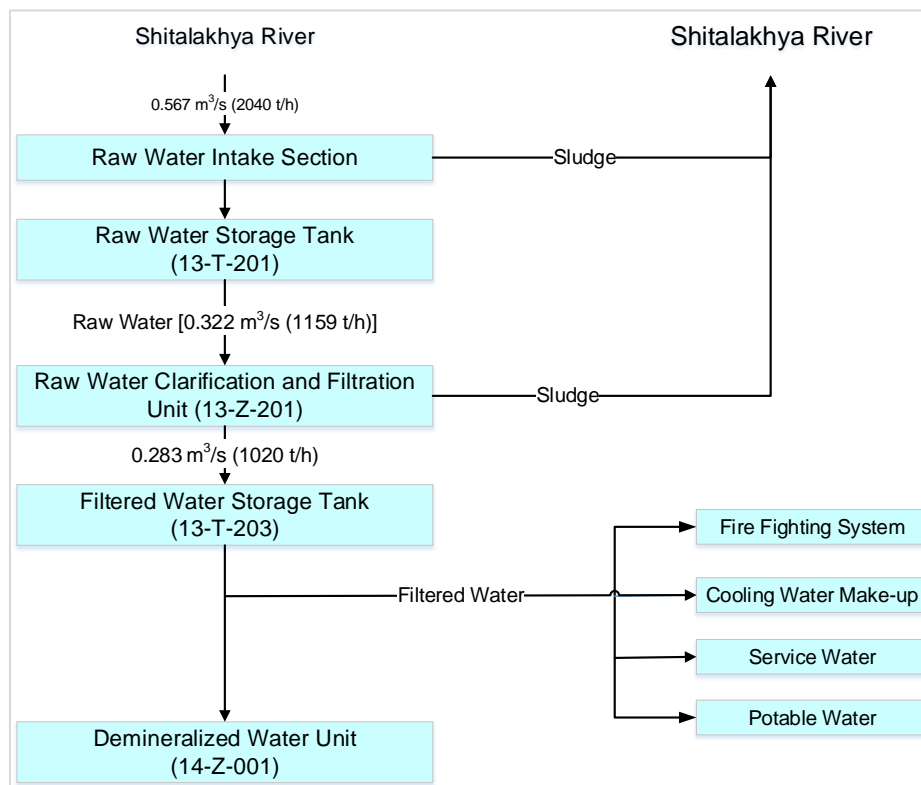 Shitalakhya River
Shitalakhya River
0.567 m³/s (2040 t/h)
Raw Water Intake Section
Sludge
Raw Water Storage Tank
(13-T-201)
Raw Water [0.322 m³/s (1159 t/h)]
Raw Water Clarification and Filtration
Unit (13-Z-201)
Sludge
0.283 m³/s (1020 t/h)
Filtered Water Storage Tank
(13-T-203)
Fire Fighting System
Filtered Water
Cooling Water Make-up
Service Water
Potable Water
Demineralized Water Unit
(14-Z-001)